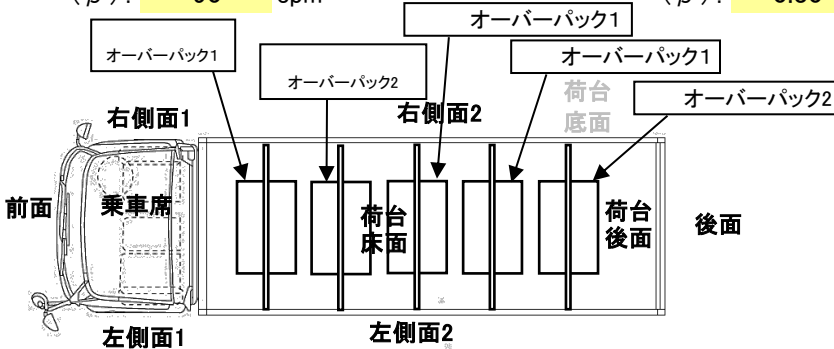 オーバーパック1
オーバーパック1
オーバーパック1
オーバーパック2
オーバーパック2
右側面1
右側面2
荷台
底面
前面
乗車席
荷台
床面
荷台
後面
後面
左側面1
左側面2